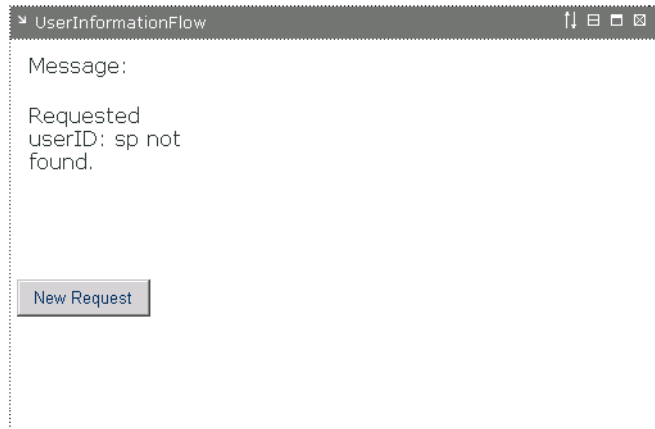 UserInformationFlow
Message:
Requested
userID: sp not
found.
New Request